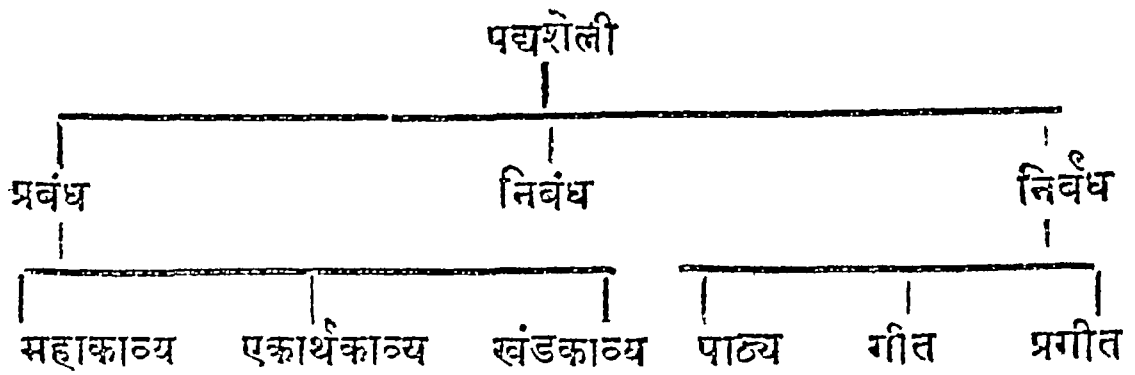 पद्यशैली
प्रबंध निबंध निर्बंध
महाकाव्य एकार्थकाव्य खंडकाव्य पाठ्य गीत प्रगीत